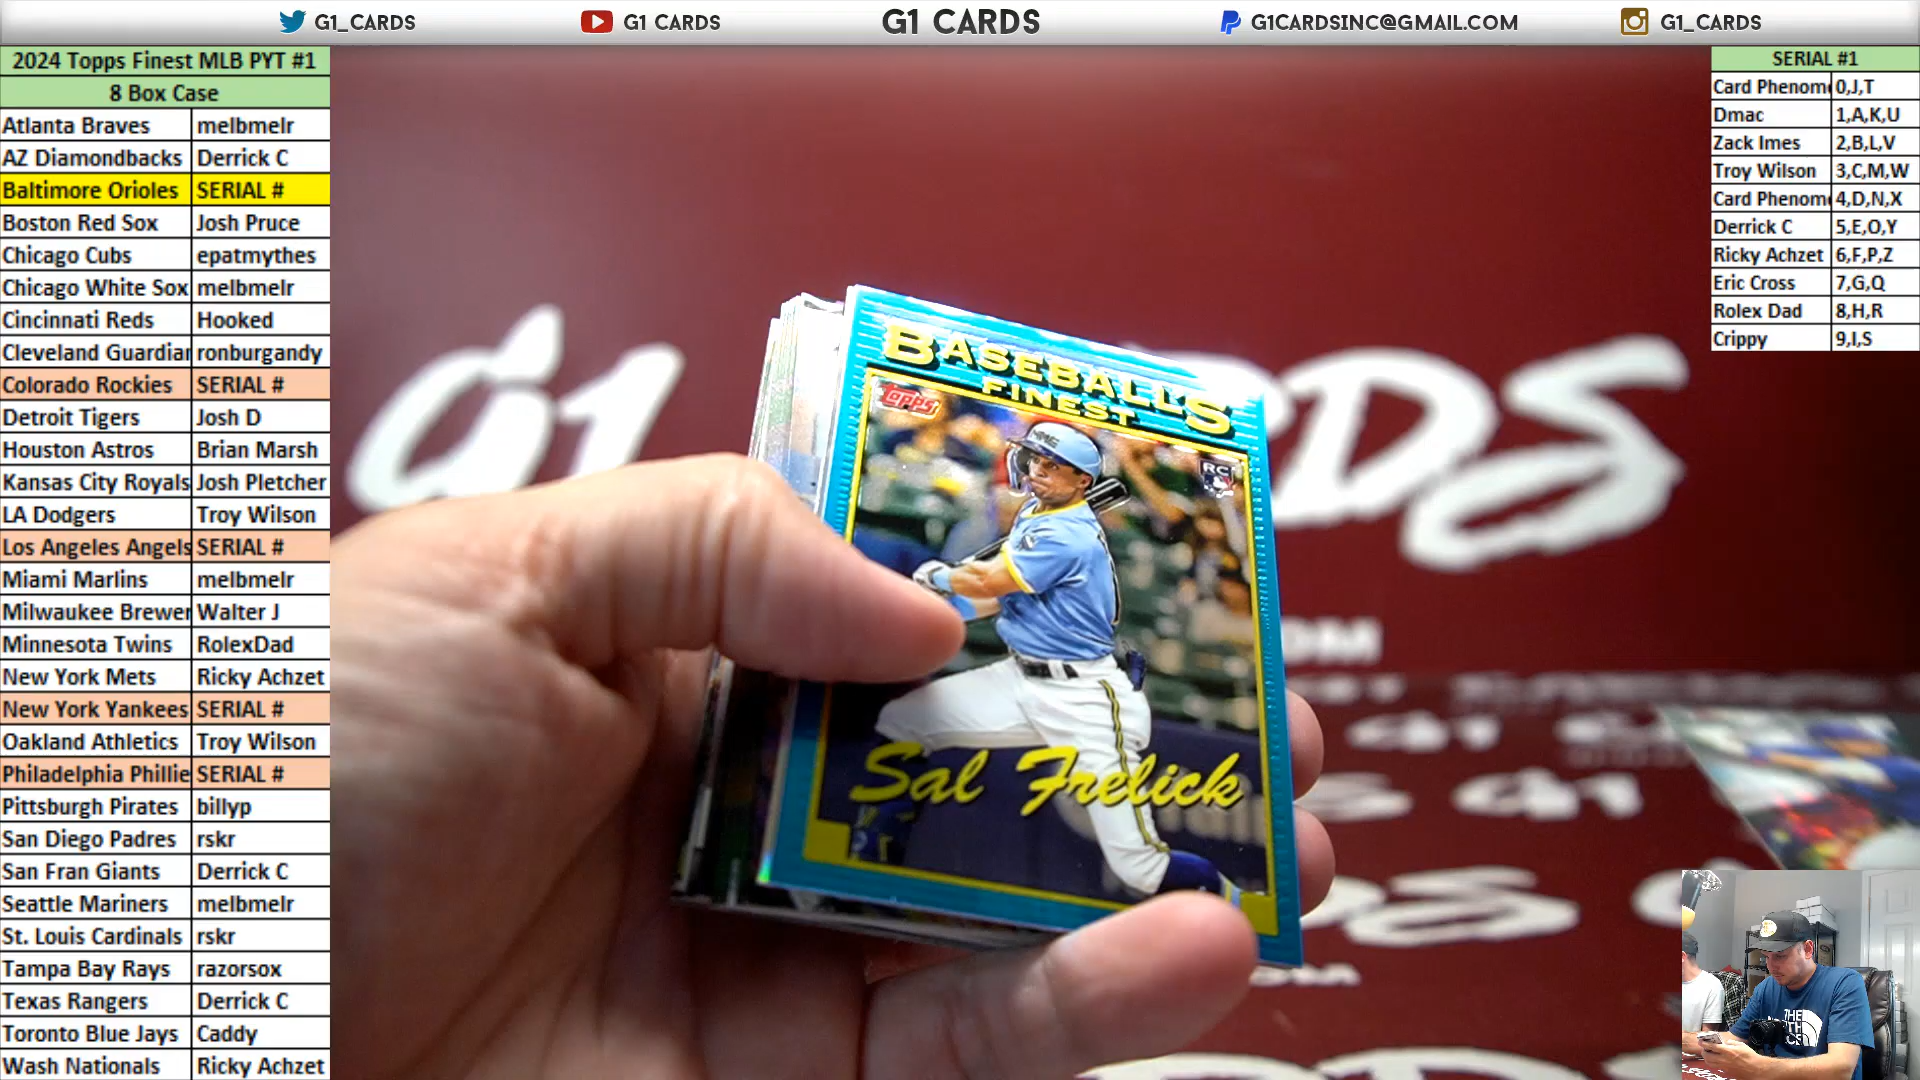 G1_CARDS
G1 CARDS
G1 CARDS
G1CARDSINC@GMAIL.COM
G1_CARDS
2024 Topps Finest MLB PYT #1
8 Box Case
Atlanta Braves melbmelr
AZ Diamondbacks Derrick C
Baltimore Orioles SERIAL #
Boston Red Sox Josh Pruce
Chicago Cubs epatmythes
Chicago White Sox melbmelr
Cincinnati Reds Hooked
Cleveland Guardian ronburgandy
Colorado Rockies SERIAL #
Detroit Tigers Josh D
Houston Astros Brian Marsh
Kansas City Royals Josh Pletcher
LA Dodgers Troy Wilson
Los Angeles Angels SERIAL #
Miami Marlins melbmelr
Milwaukee Brewer Walter J
Minnesota Twins RolexDad
New York Mets Ricky Achzet
New York Yankees SERIAL #
Oakland Athletics Troy Wilson
Philadelphia Phillie SERIAL #
Pittsburgh Pirates billyp
San Diego Padres rskr
San Fran Giants Derrick C
Seattle Mariners melbmelr
St. Louis Cardinals rskr
Tampa Bay Rays razorsox
Texas Rangers Derrick C
Toronto Blue Jays Caddy
Wash Nationals Ricky Achzet
SERIAL #1
Card Phenom 0,J,T
Dmac 1,A,K,U
Zack Imes 2,B,L,V
Troy Wilson 3,C,M,W
Card Phenom 4,D,N,X
Derrick C 5,E,O,Y
Ricky Achzet 6,F,P,Z
Eric Cross 7,G,Q
Rolex Dad 8,H,R
Crippy 9,I,S
BASEBALL'S
FINEST
Topps
RC
Sal Frelick
G1
RDS
THE